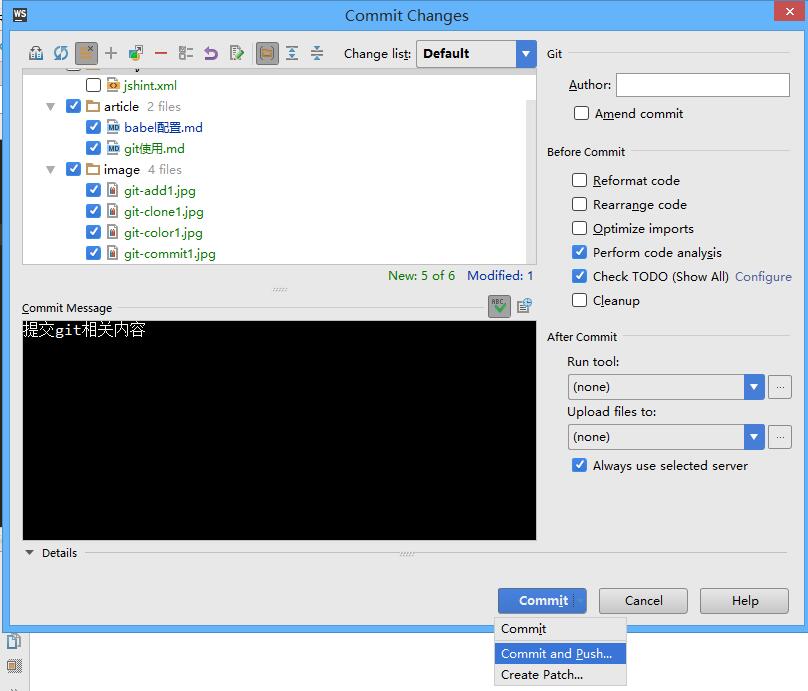 WS
Commit Changes
Change list: Default
jshint.xml
article 2 files
babel配置.md
git使用.md
image 4 files
git-add1.jpg
git-clone1.jpg
git-color1.jpg
git-commit1.jpg
New: 5 of 6 Modified: 1
Commit Message
ABC
提交git相关内容
Git
Author:
Amend commit
Before Commit
Reformat code
Rearrange code
Optimize imports
Perform code analysis
Check TODO (Show All) Configure
Cleanup
After Commit
Run tool:
(none)
...
Upload files to:
(none)
...
Always use selected server
Details
Commit
Cancel
Help
Commit
Commit and Push...
Create Patch...